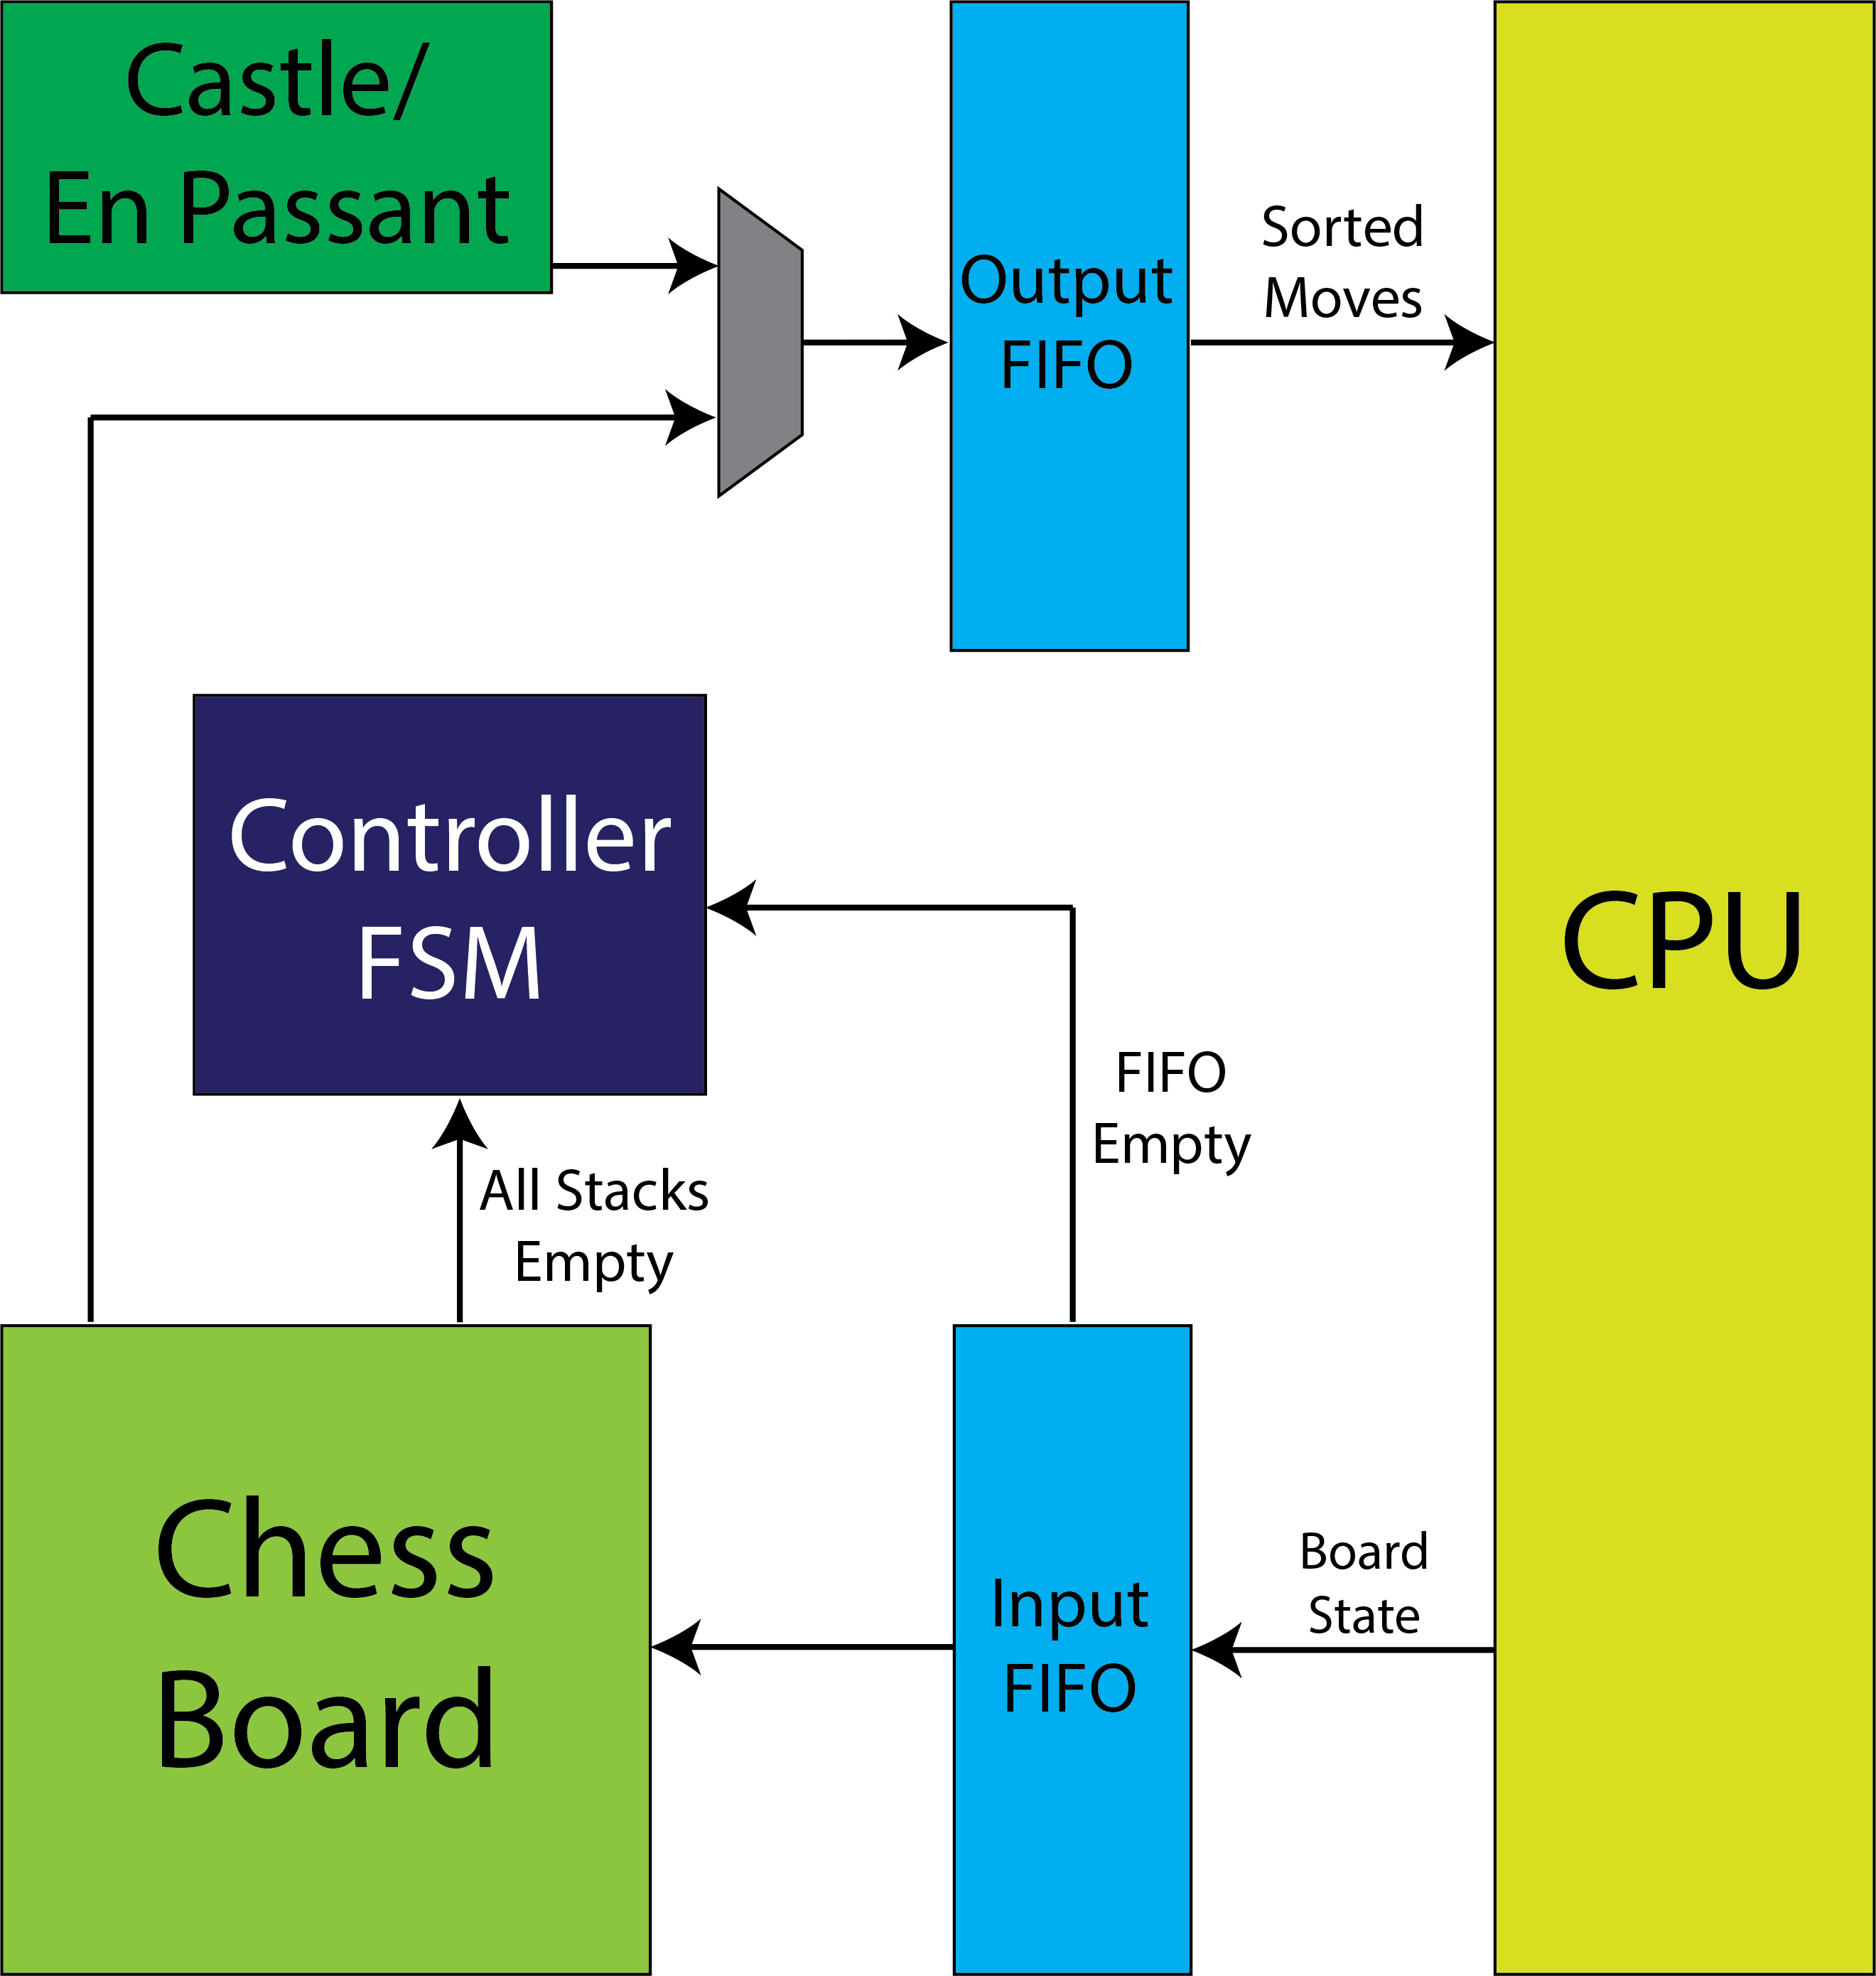 Castle/
En Passant
Output
FIFO
Sorted
Moves
Controller
FSM
CPU
FIFO
Empty
All Stacks
Empty
Chess
Board
Input
FIFO
Board
State